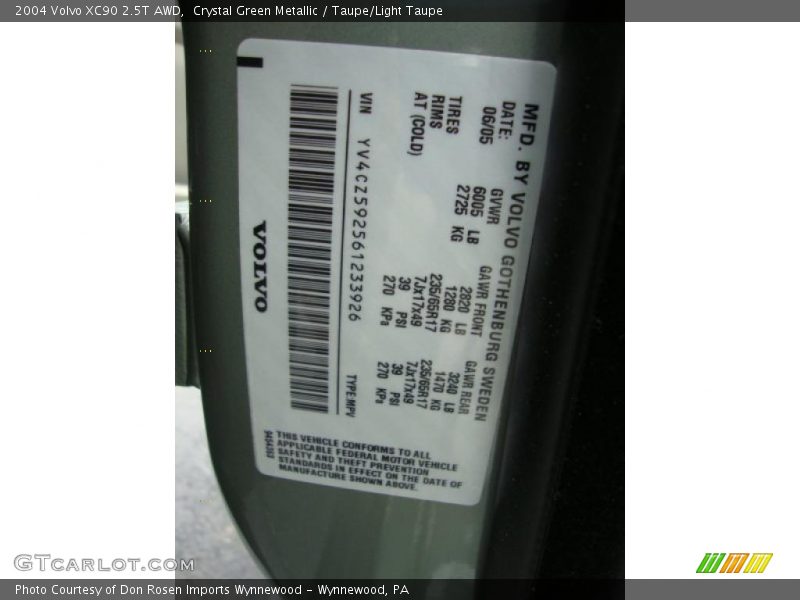 2004 Volvo XC90 2.5T AWD, Crystal Green Metallic / Taupe/Light Taupe
MFD. BY VOLVO GOTHENBURG SWEDEN
DATE: GVWR GAWR FRONT GAWR REAR
06/05 6005 LB 2820 LB 3240 LB
2725 KG 1280 KG 1470 KG
TIRES 235/65R17 235/65R17
RIMS 7Jx17x49 7Jx17x49
AT (COLD) 39 PSI 39 PSI
270 KPa 270 KPa
VIN YV4CZ592561233926 TYPE:MPV
VOLVO
THIS VEHICLE CONFORMS TO ALL
APPLICABLE FEDERAL MOTOR VEHICLE
SAFETY AND THEFT PREVENTION
STANDARDS IN EFFECT ON THE DATE OF
MANUFACTURE SHOWN ABOVE.
GTCARLOT.COM
Photo Courtesy of Don Rosen Imports Wynnewood - Wynnewood, PA